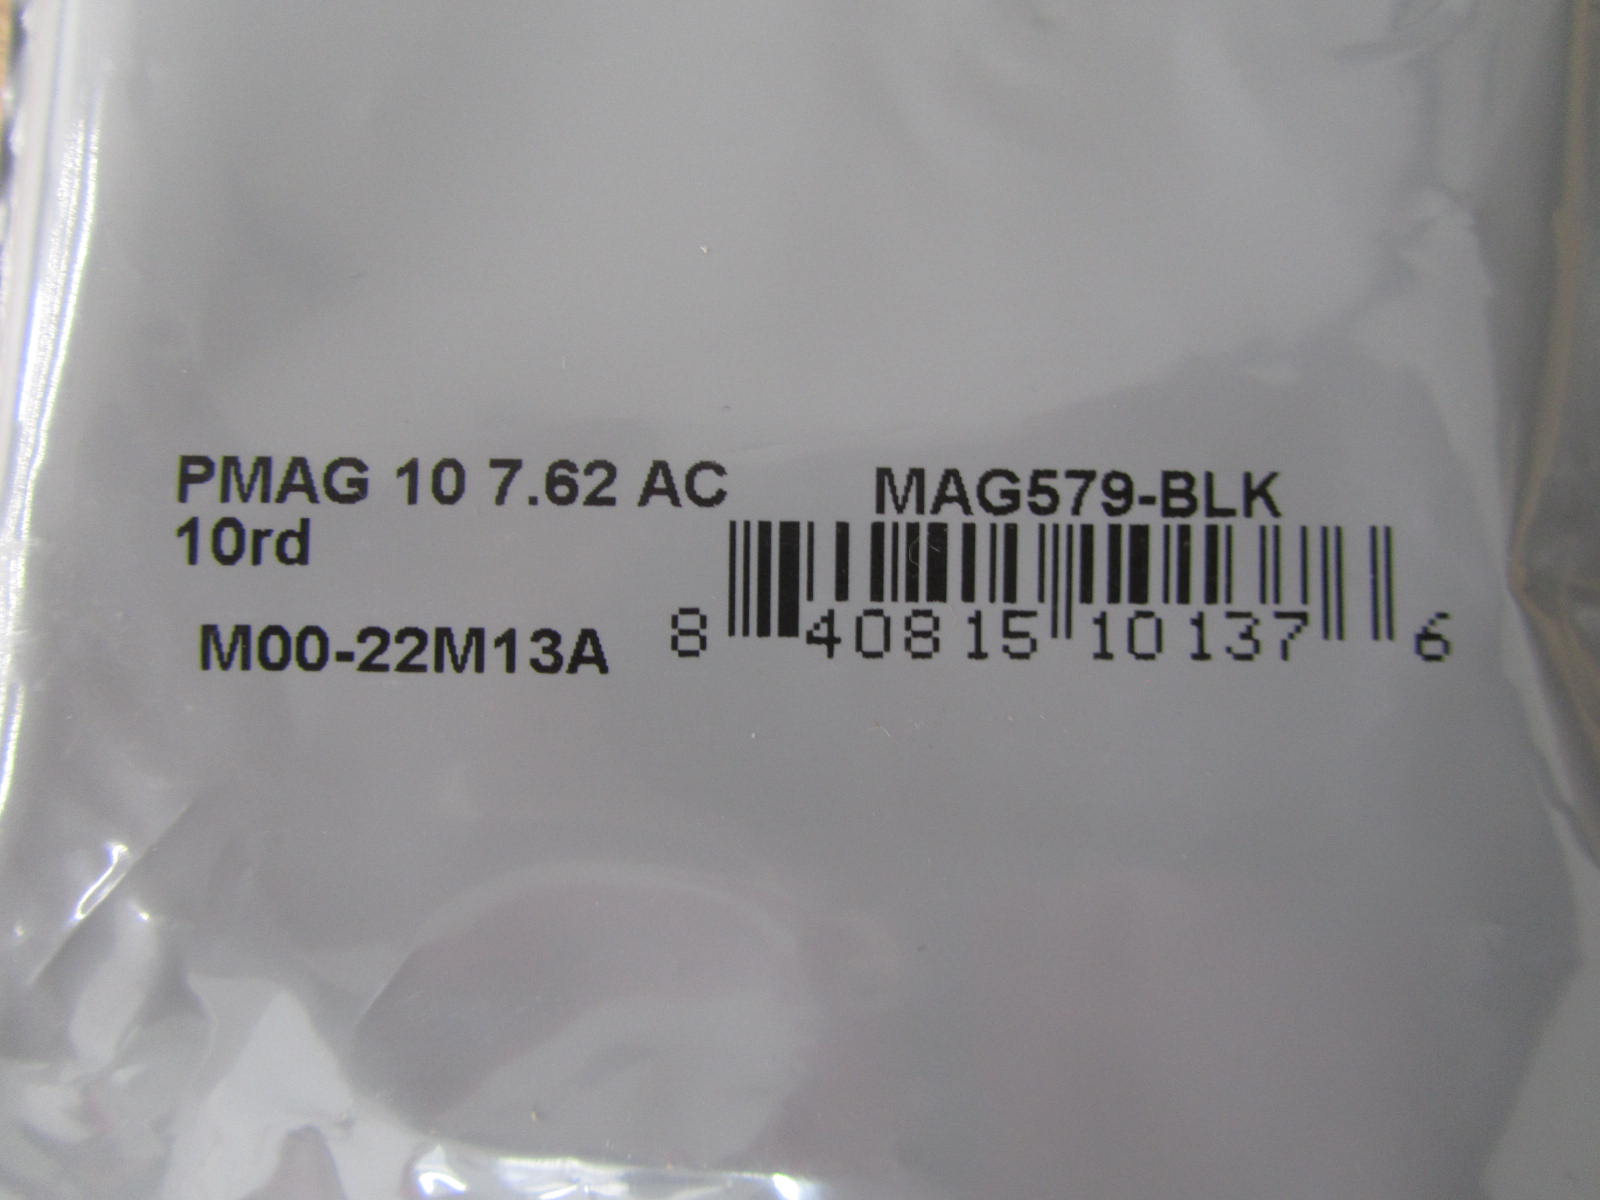 PMAG 10 7.62 AC
10rd
M00-22M13A
MAG579-BLK
8 40815 10137 6